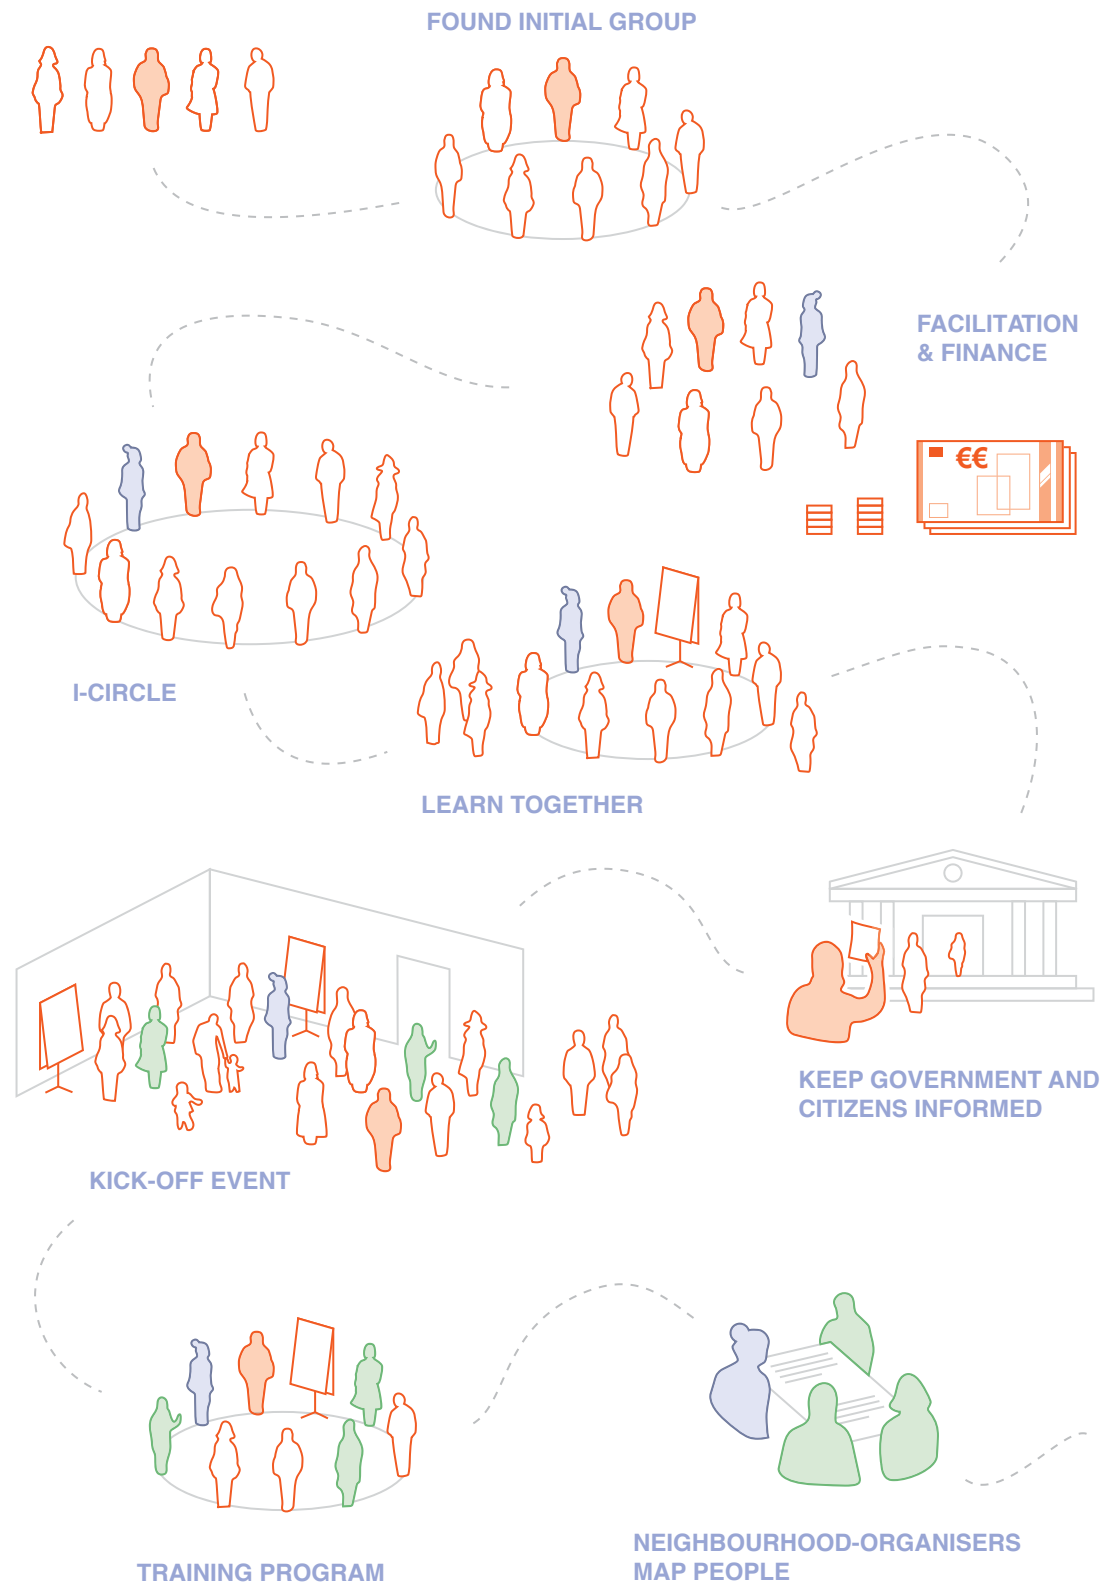 FOUND INITIAL GROUP
FACILITATION
& FINANCE
€€
I-CIRCLE
LEARN TOGETHER
KEEP GOVERNMENT AND
CITIZENS INFORMED
KICK-OFF EVENT
NEIGHBOURHOOD-ORGANISERS
MAP PEOPLE
TRAINING PROGRAM